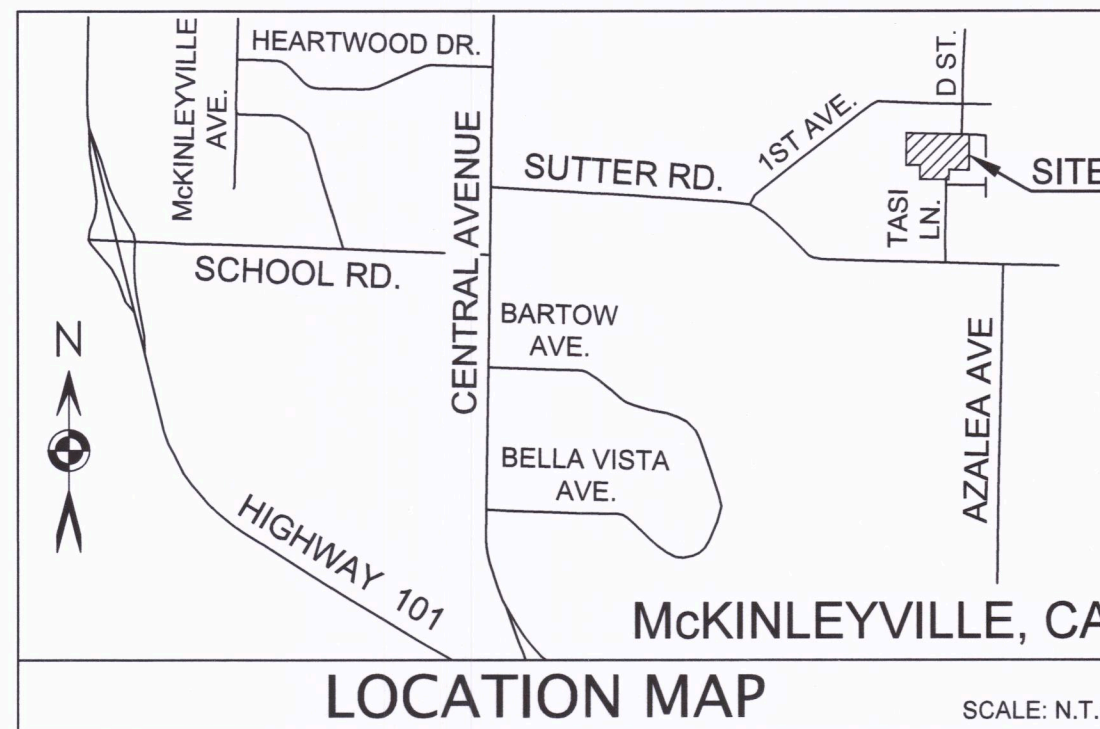 McKINLEYVILLE
AVE.
HEARTWOOD DR.
D ST.
1ST AVE.
CENTRAL AVENUE
SUTTER RD.
SITE
TASI
LN.
SCHOOL RD.
N
BARTOW
AVE.
AZALEA AVE
BELLA VISTA
AVE.
HIGHWAY 101
McKINLEYVILLE, CA
LOCATION MAP
SCALE: N.T.